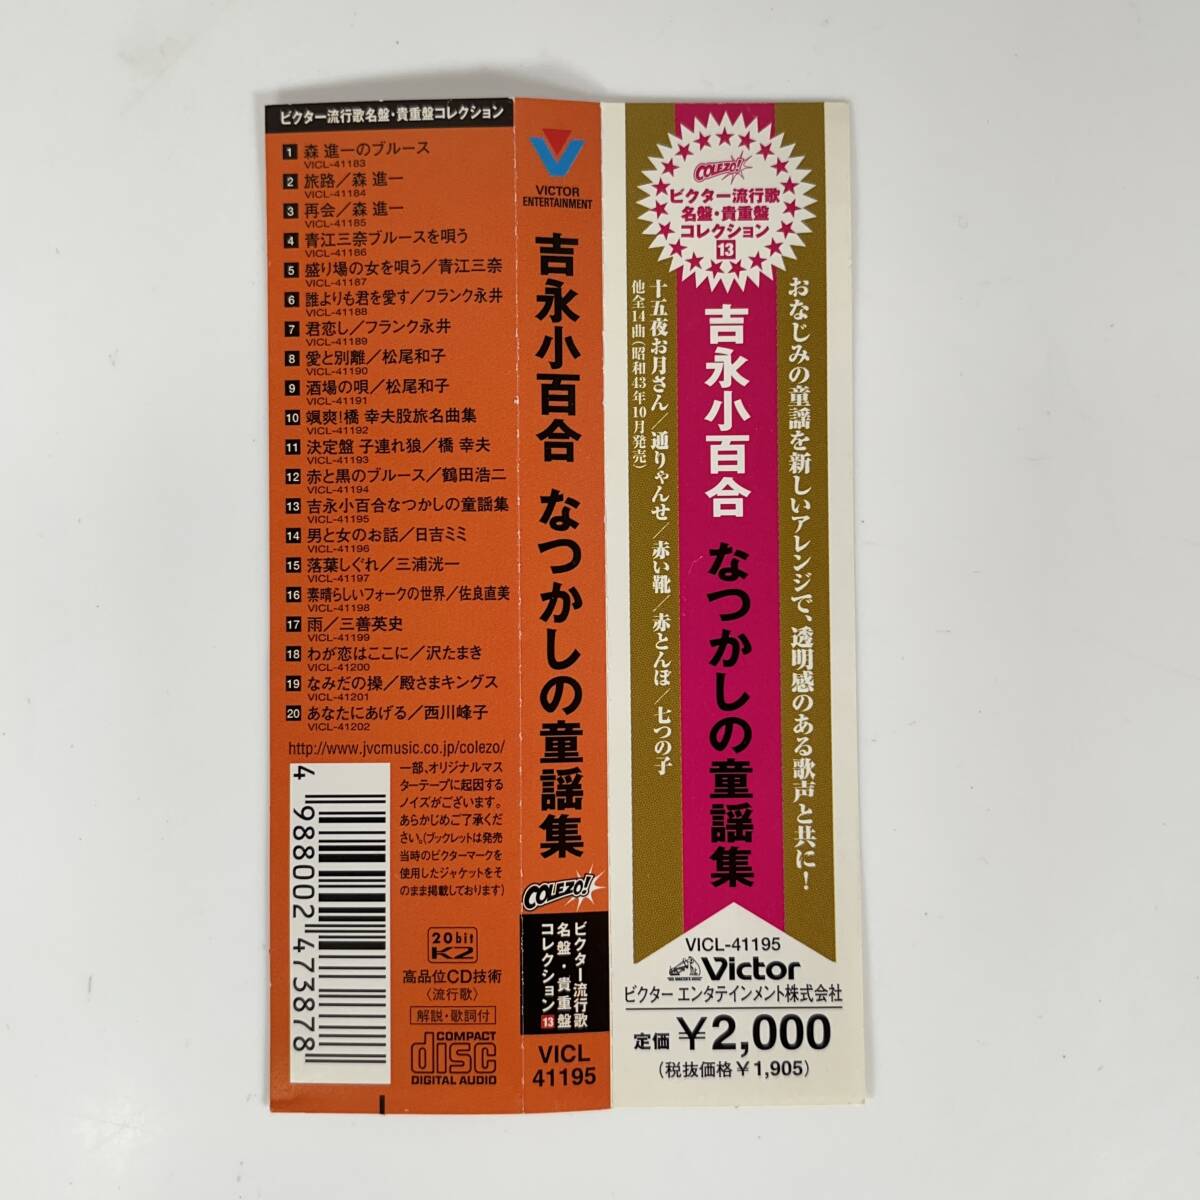 ビクター流行歌名盤・貴重盤コレクション
1 森 進一のブルース
VICL-41183
2 旅路／森 進一
VICL-41184
3 再会／森 進一
VICL-41185
4 青江三奈ブルースを唄う
VICL-41186
5 盛り場の女を唄う／青江三奈
VICL-41187
6 誰よりも君を愛す／フランク永井
VICL-41188
7 君恋し／フランク永井
VICL-41189
8 愛と別離／松尾和子
VICL-41190
9 酒場の唄／松尾和子
VICL-41191
10 颯爽！橋 幸夫股旅名曲集
VICL-41192
11 決定盤 子連れ狼／橋 幸夫
VICL-41193
12 赤と黒のブルース／鶴田浩二
VICL-41194
13 吉永小百合なつかしの童謡集
VICL-41195
14 男と女のお話／日吉ミミ
VICL-41196
15 落葉しぐれ／三浦洸一
VICL-41197
16 素晴らしいフォークの世界／佐良直美
VICL-41198
17 雨／三善英史
VICL-41199
18 わが恋はここに／沢たまき
VICL-41200
19 なみだの操／殿さまキングス
VICL-41201
20 あなたにあげる／西川峰子
VICL-41202
http://www.jvcmusic.co.jp/colezo/
4 988002 473878
一部、オリジナルマス
ターテープに起因する
ノイズがございます。
あらかじめご了承くだ
さい。(ブックレットは発売
当時のビクターマークを
使用したジャケットをそ
のまま掲載しております)
20bit
K2
高品位CD技術
〈流行歌〉
解説・歌詞付
COMPACT
disc
DIGITAL AUDIO
VICTOR
ENTERTAINMENT
吉永小百合 なつかしの童謡集
COLEZO!
ビクター流行歌
名盤・貴重盤
コレクション 13
VICL
41195
COLEZO!
ビクター流行歌
名盤・貴重盤
コレクション
13
おなじみの童謡を新しいアレンジで、透明感のある歌声と共に！
吉永小百合 なつかしの童謡集
十五夜お月さん／通りゃんせ／赤い靴／赤とんぼ／七つの子
他全14曲(昭和43年10月発売)
VICL-41195
"HIS MASTER'S VOICE"
Victor
ビクター エンタテインメント株式会社
定価 ￥2,000
(税抜価格￥1,905)